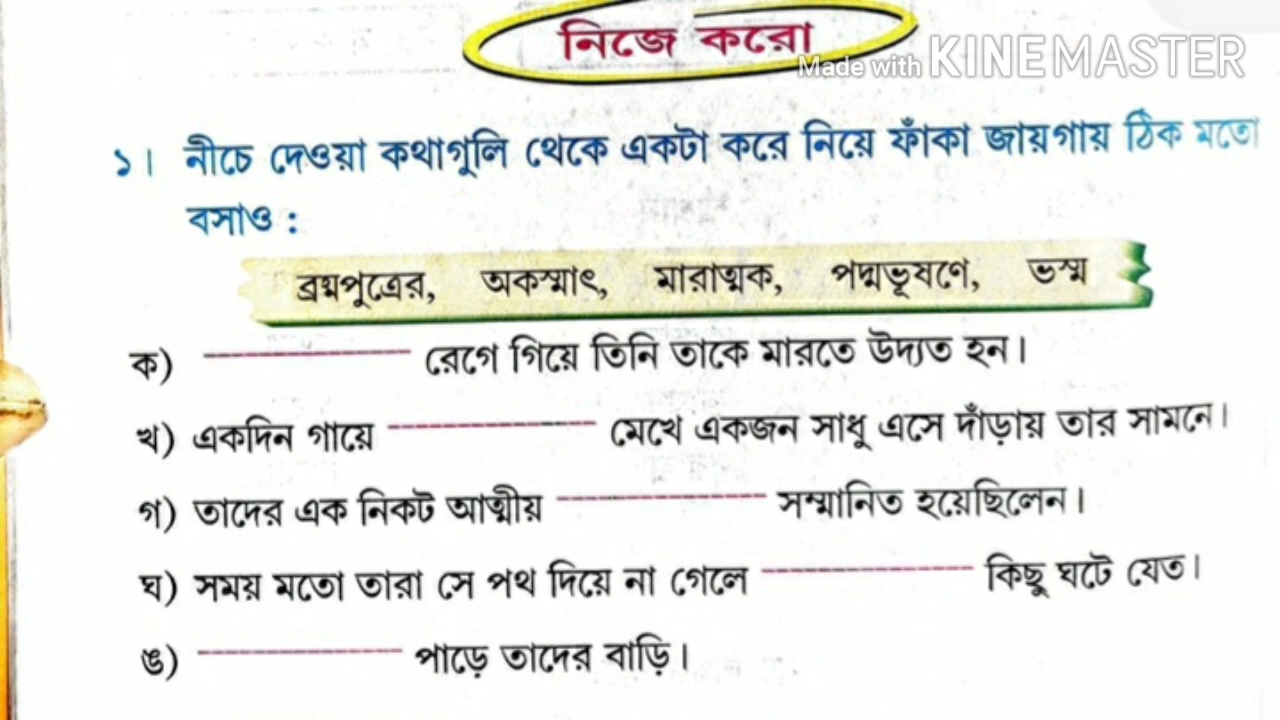 নিজে করো
Made with KINEMASTER
১। নীচে দেওয়া কথাগুলি থেকে একটা করে নিয়ে ফাঁকা জায়গায় ঠিক মতো
বসাও :
ব্রহ্মপুত্রের, অকস্মাৎ, মারাত্মক, পদ্মভূষণে, ভস্ম
ক) ---------- রেগে গিয়ে তিনি তাকে মারতে উদ্যত হন।
খ) একদিন গায়ে ---------- মেখে একজন সাধু এসে দাঁড়ায় তার সামনে।
গ) তাদের এক নিকট আত্মীয় ---------- সম্মানিত হয়েছিলেন।
ঘ) সময় মতো তারা সে পথ দিয়ে না গেলে ---------- কিছু ঘটে যেত।
ঙ) ---------- পাড়ে তাদের বাড়ি।